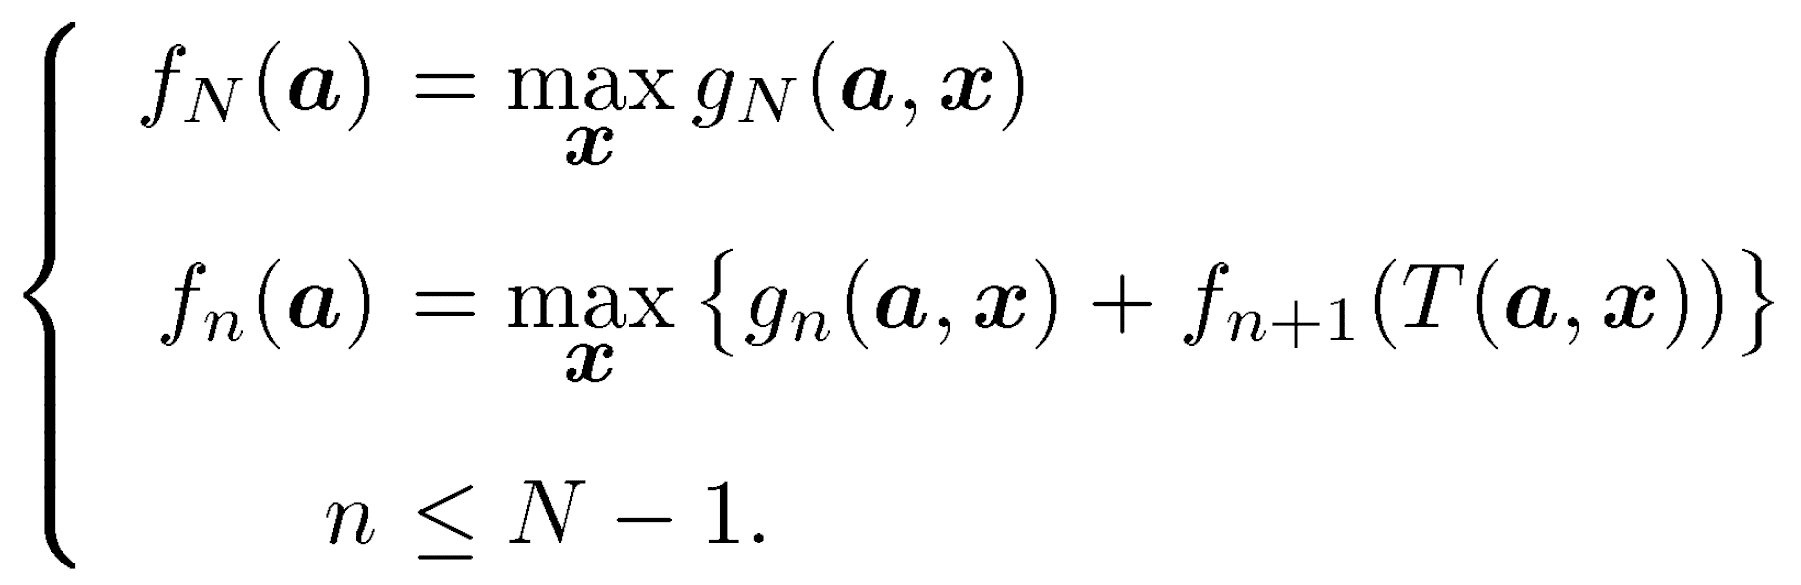 f_N(a) = max_x g_N(a, x)
f_n(a) = max_x {g_n(a, x) + f_{n+1}(T(a, x))}
n ≤ N − 1.